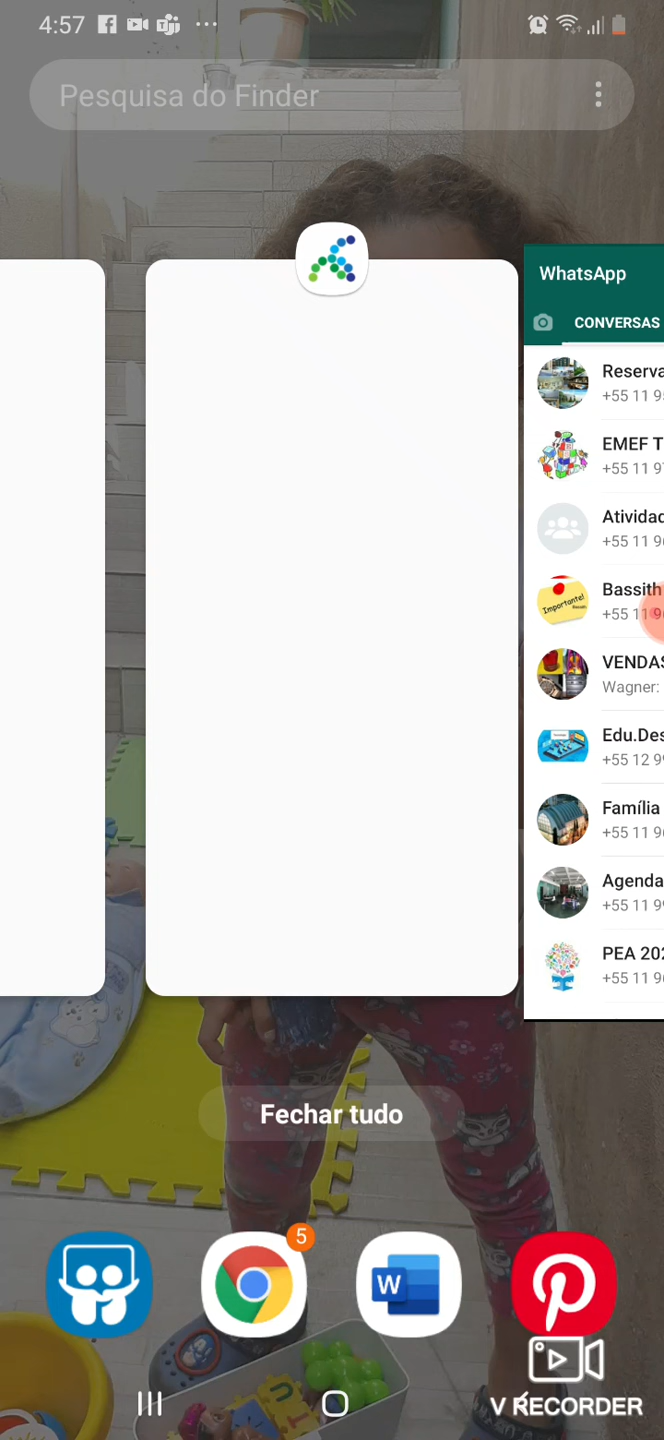 4:57
Pesquisa do Finder
WhatsApp
CONVERSAS
Reserva
+55 11 9
EMEF T
+55 11 9
Atividad
+55 11 9
Importante!
Bassith
+55 11 9
VENDAS
Wagner:
Edu.Des
+55 12 9
Família
+55 11 9
Agenda
+55 11 9
PEA 202
+55 11 9
Fechar tudo
5
W
V RECORDER